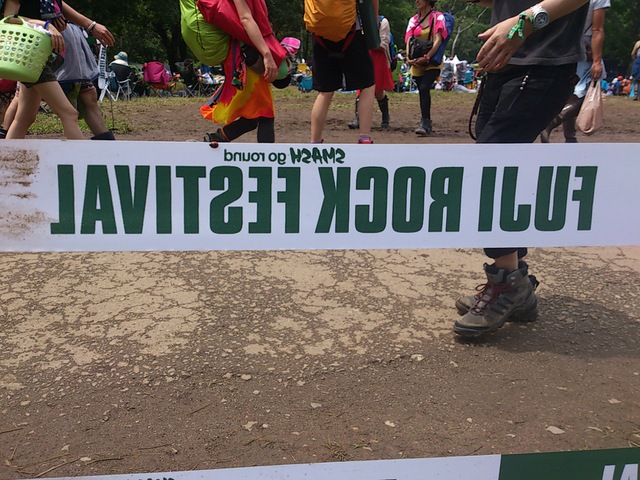 SMASH go round
FUJI ROCK FESTIVAL